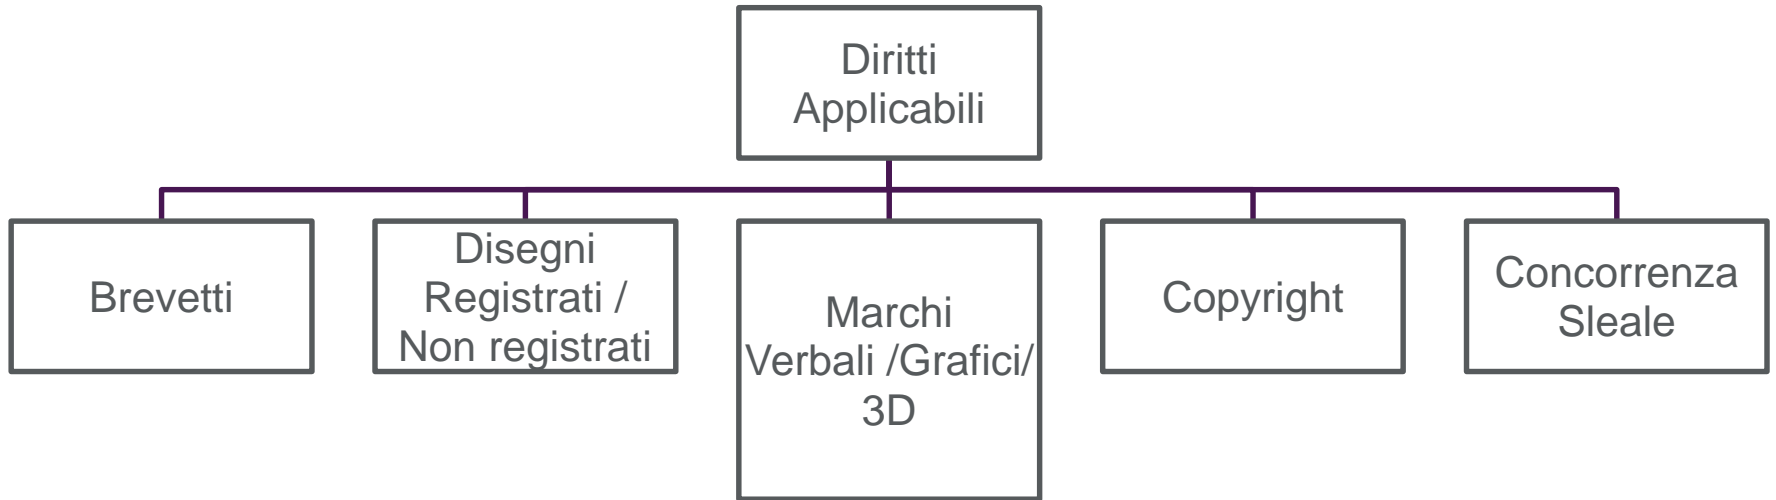 Diritti
Applicabili
Brevetti
Disegni
Registrati /
Non registrati
Marchi
Verbali /Grafici/
3D
Copyright
Concorrenza
Sleale